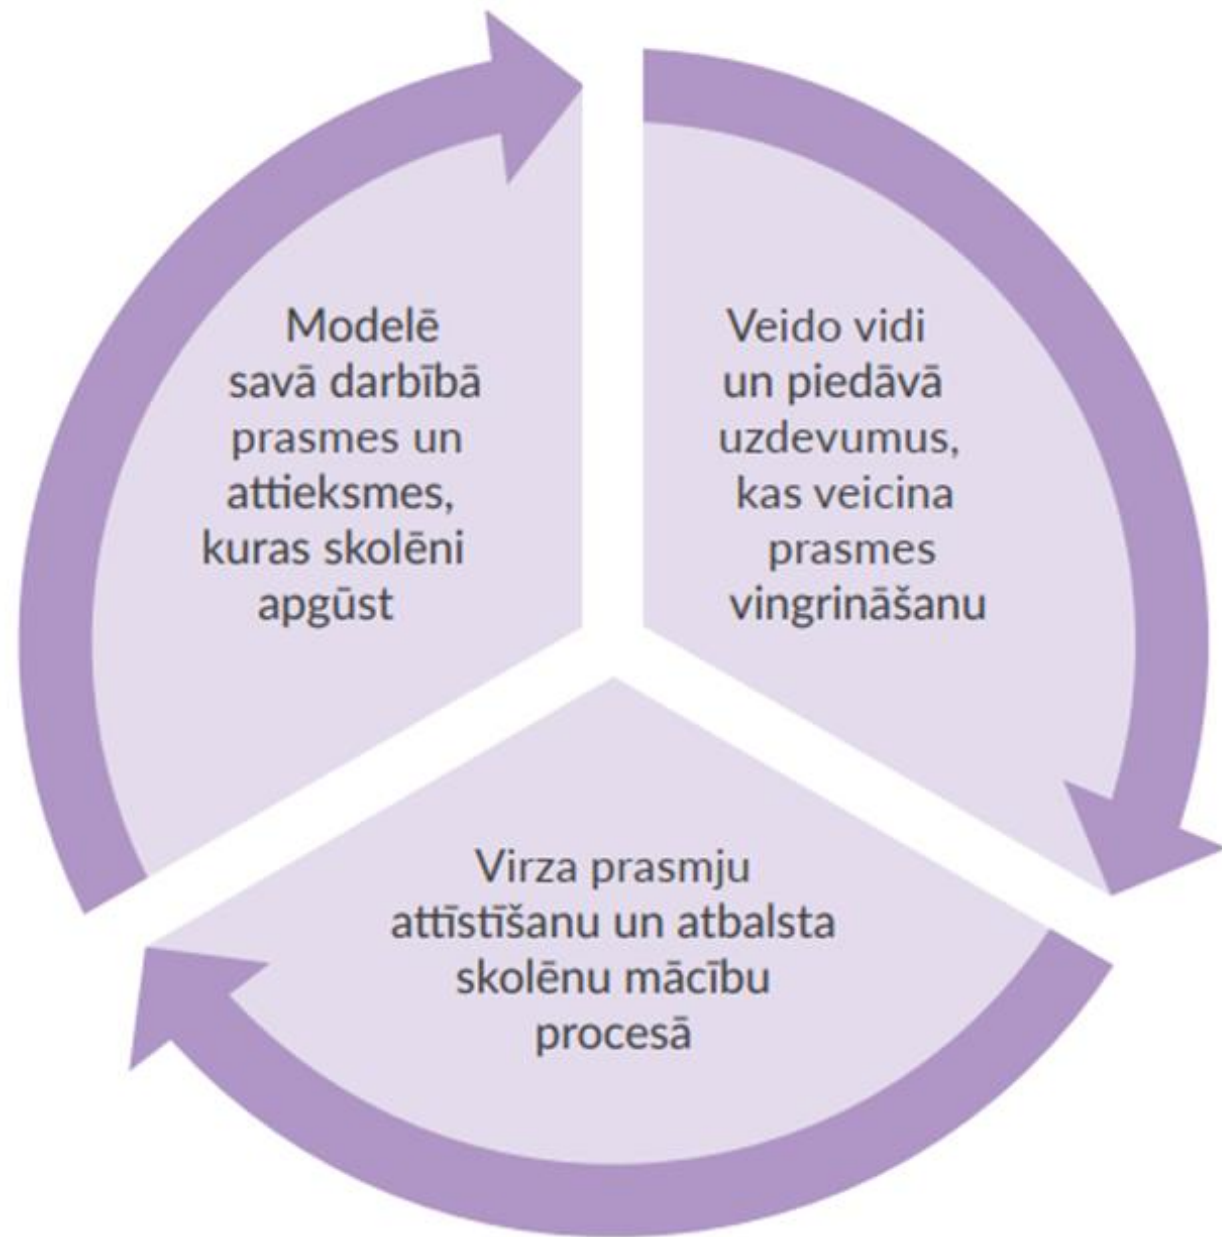 Modelē
savā darbībā
prasmes un
attieksmes,
kuras skolēni
apgūst
Veido vidi
un piedāvā
uzdevumus,
kas veicina
prasmes
vingrināšanu
Virza prasmju
attīstīšanu un atbalsta
skolēnu mācību
procesā